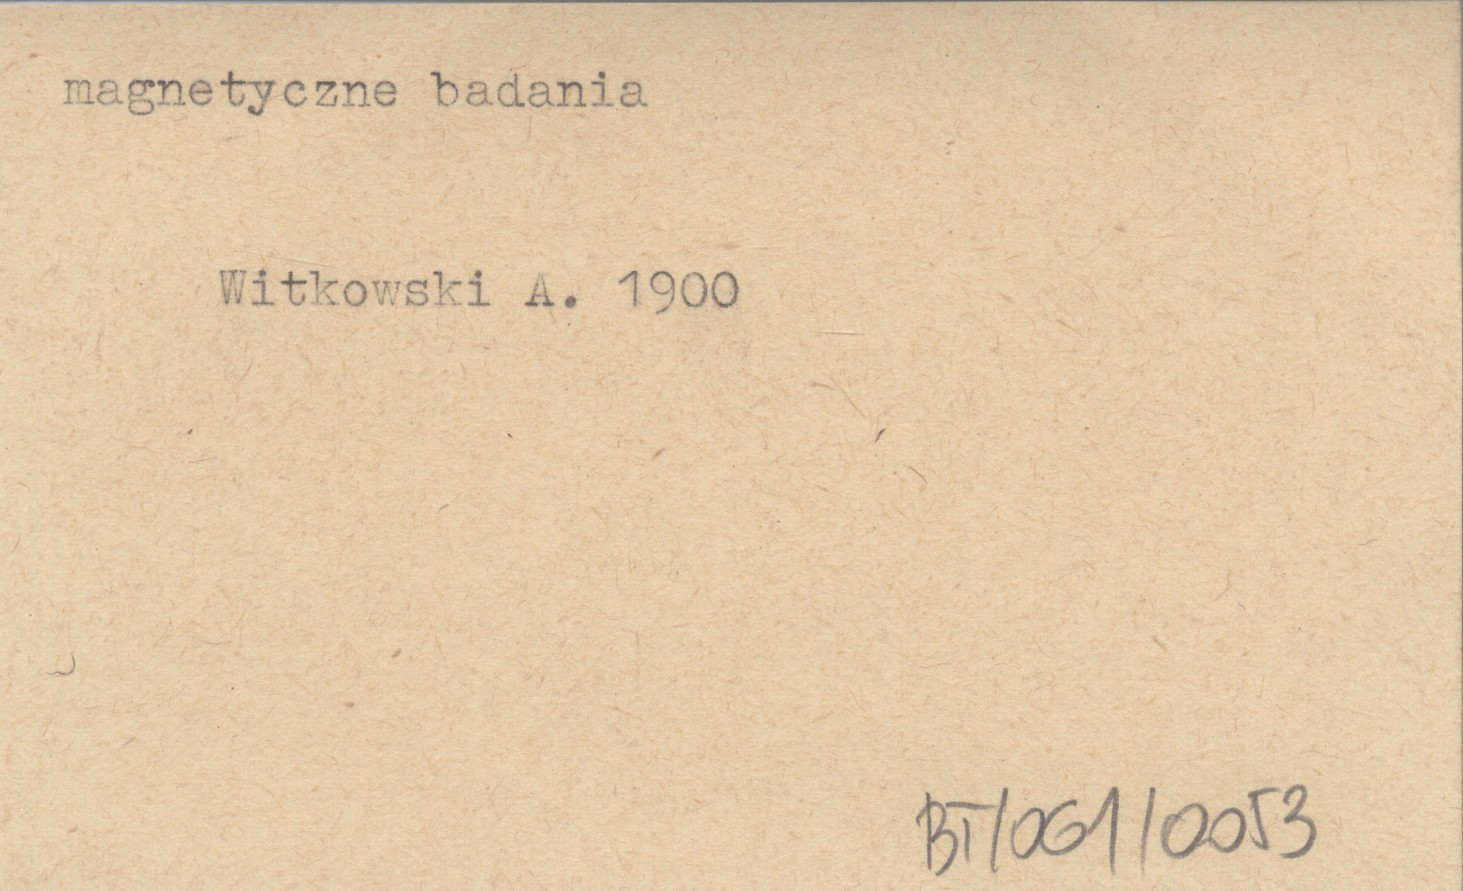 magnetyczne badania
Witkowski A. 1900
BT/061/0053